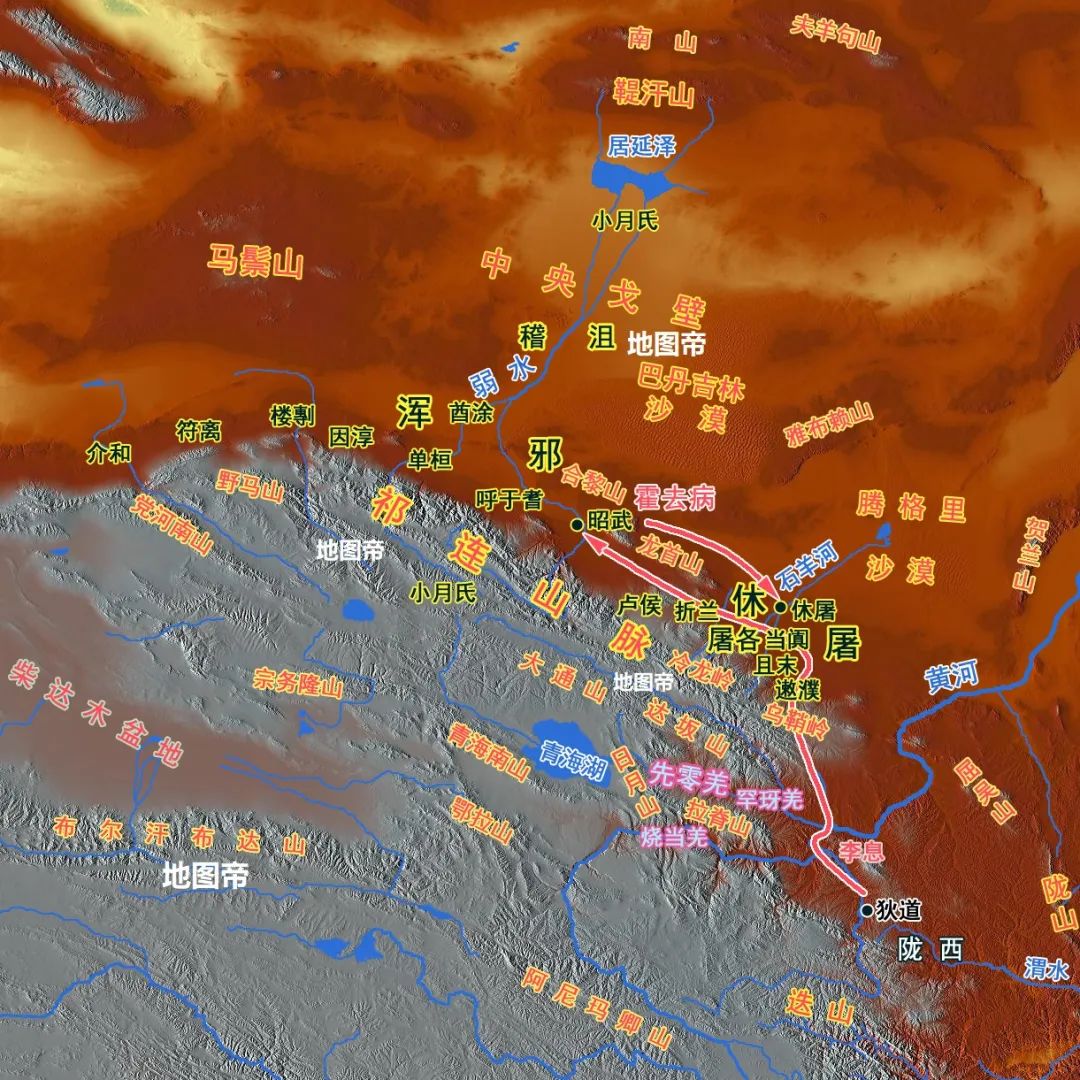 南山
夫羊句山
鞮汗山
居延泽
小月氏
马鬃山
中央戈壁
稽沮
地图帝
弱水
巴丹吉林
沙漠
雅布赖山
浑邪
酋涂
楼剸
符离
因淳
介和
单桓
野马山
呼于耆
合黎山
霍去病
腾格里
沙漠
贺兰山
党河南山
祁连山脉
昭武
龙首山
石羊河
地图帝
小月氏
卢侯
折兰
休屠
休屠
屠各
当阗
且末
遫濮
冷龙岭
大通山
地图帝
宗务隆山
柴达木盆地
黄河
达坂山
乌鞘岭
青海南山
青海湖
日月山
先零羌
罕幵羌
拉脊山
烧当羌
鄂拉山
屈吴山
布尔汗布达山
地图帝
李息
狄道
陇山
陇西
渭水
阿尼玛卿山
迭山